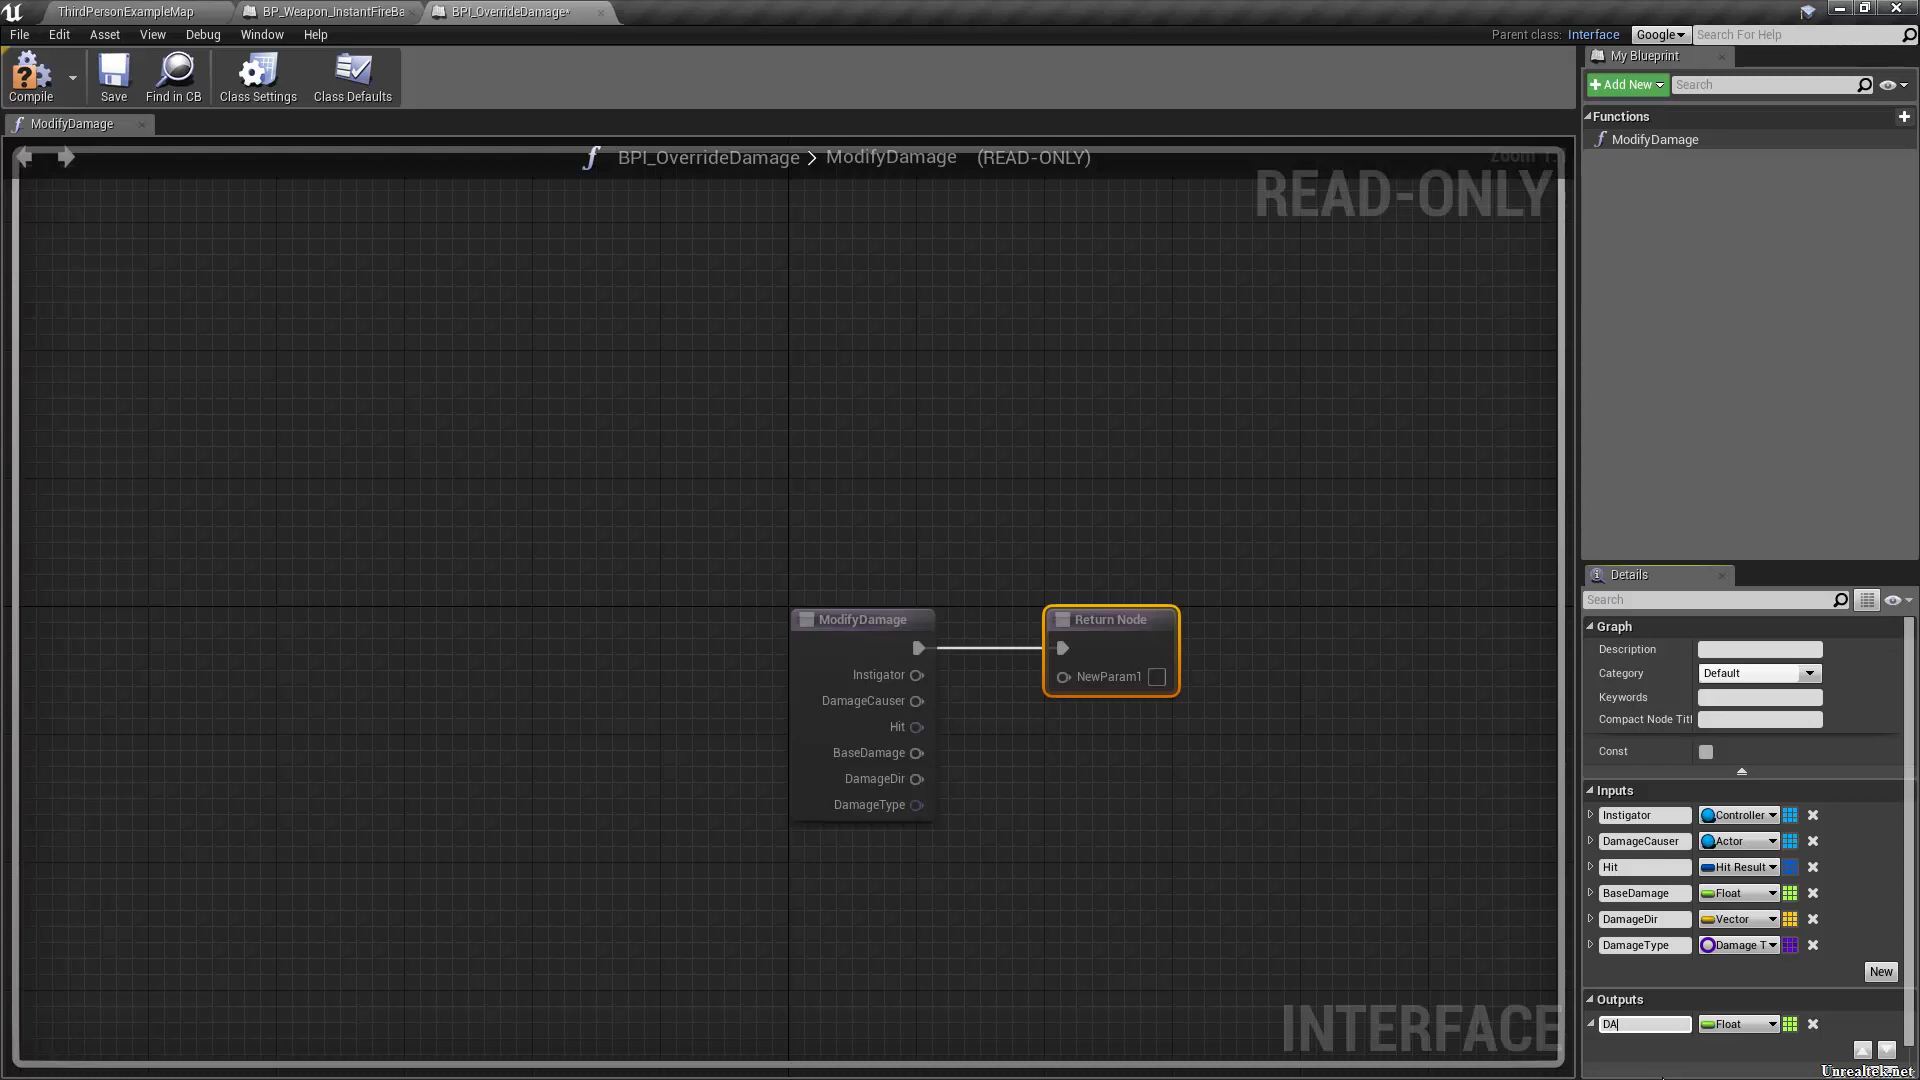 ThirdPersonExampleMap
BP_Weapon_InstantFireBa
BPI_OverrideDamage*
File Edit Asset View Debug Window Help
Parent class: Interface
Google
Search For Help
Compile
Save
Find in CB
Class Settings
Class Defaults
My Blueprint
Add New
Search
Functions
ModifyDamage
ModifyDamage
BPI_OverrideDamage > ModifyDamage (READ-ONLY)
READ-ONLY
ModifyDamage
Instigator
DamageCauser
Hit
BaseDamage
DamageDir
DamageType
Return Node
NewParam1
INTERFACE
Details
Search
Graph
Description
Category Default
Keywords
Compact Node Titl
Const
Inputs
Instigator Controller
DamageCauser Actor
Hit Hit Result
BaseDamage Float
DamageDir Vector
DamageType Damage T
New
Outputs
DA Float
Unrealtek.net